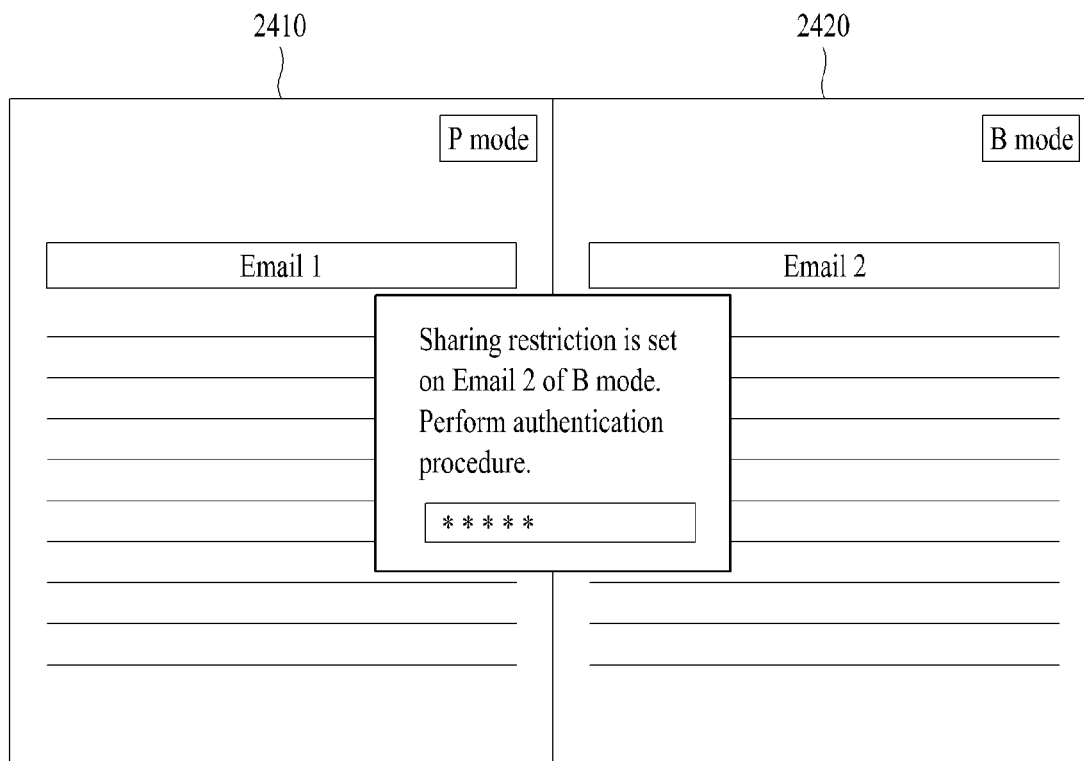 2410
2420
P mode
B mode
Email 1
Email 2
Sharing restriction is set
on Email 2 of B mode.
Perform authentication
procedure.
* * * * *